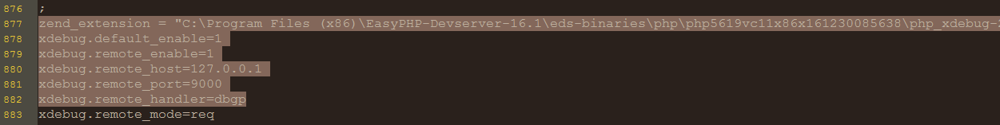 876 ;
877 zend_extension = "C:\Program Files (x86)\EasyPHP-Devserver-16.1\eds-binaries\php\php5619vc11x86x161230085638\php_xdebug-
878 xdebug.default_enable=1
879 xdebug.remote_enable=1
880 xdebug.remote_host=127.0.0.1
881 xdebug.remote_port=9000
882 xdebug.remote_handler=dbgp
883 xdebug.remote_mode=req